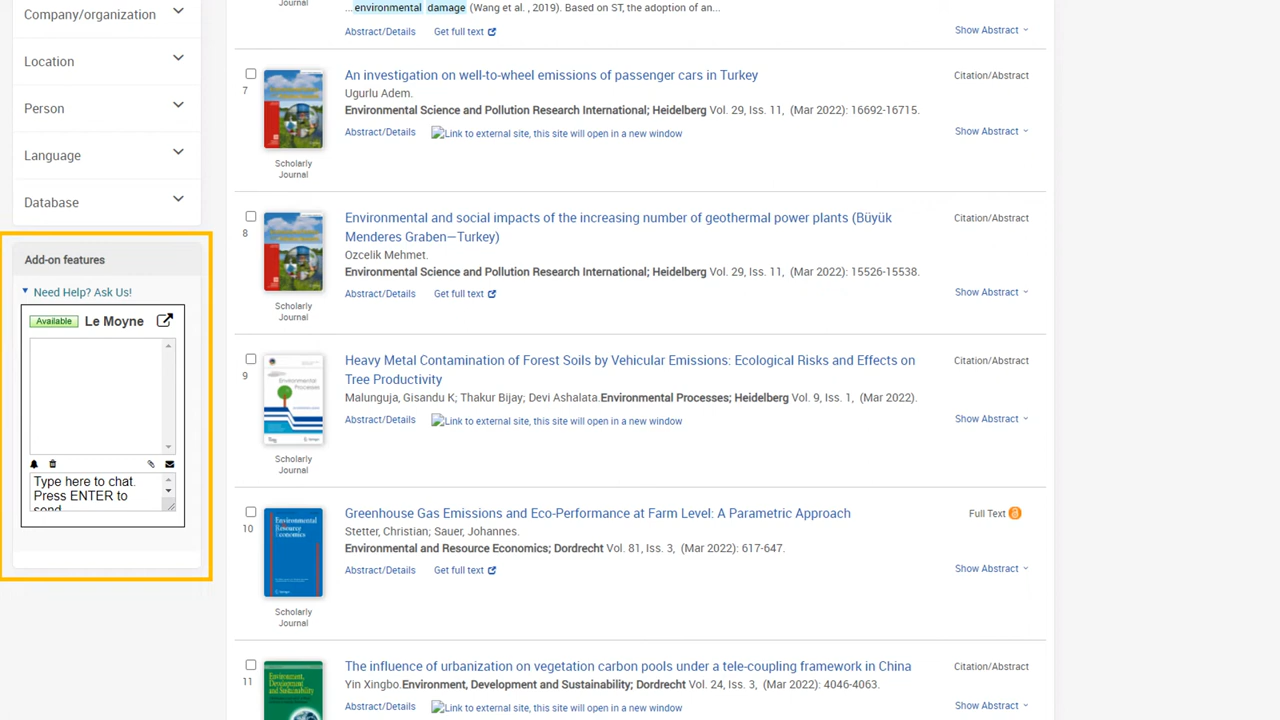 Company/organization
Location
Person
Language
Database
Add-on features
Need Help? Ask Us!
Available Le Moyne
Type here to chat.
Press ENTER to
send
Journal
...environmental damage (Wang et al. , 2019). Based on ST, the adoption of an...
Abstract/Details Get full text Show Abstract
7
An investigation on well-to-wheel emissions of passenger cars in Turkey Citation/Abstract
Ugurlu Adem.
Environmental Science and Pollution Research International; Heidelberg Vol. 29, Iss. 11, (Mar 2022): 16692-16715.
Abstract/Details Link to external site, this site will open in a new window Show Abstract
Scholarly
Journal
8
Environmental and social impacts of the increasing number of geothermal power plants (Büyük Citation/Abstract
Menderes Graben—Turkey)
Ozcelik Mehmet.
Environmental Science and Pollution Research International; Heidelberg Vol. 29, Iss. 11, (Mar 2022): 15526-15538.
Abstract/Details Get full text Show Abstract
Scholarly
Journal
9
Heavy Metal Contamination of Forest Soils by Vehicular Emissons: Ecological Risks and Effects on Citation/Abstract
Tree Productivity
Malunguja, Gisandu K; Thakur Bijay; Devi Ashalata.Environmental Processes; Heidelberg Vol. 9, Iss. 1, (Mar 2022).
Abstract/Details Link to external site, this site will open in a new window Show Abstract
Environmental
Processes
Scholarly
Journal
10
Greenhouse Gas Emissions and Eco-Performance at Farm Level: A Parametric Approach Full Text
Stetter, Christian; Sauer, Johannes.
Environmental and Resource Economics; Dordrecht Vol. 81, Iss. 3, (Mar 2022): 617-647.
Abstract/Details Get full text Show Abstract
Environmental
Resource
Economics
Scholarly
Journal
11
The influence of urbanization on vegetation carbon pools under a tele-coupling framework in China Citation/Abstract
Yin Xingbo.Environment, Development and Sustainability; Dordrecht Vol. 24, Iss. 3, (Mar 2022): 4046-4063.
Abstract/Details Link to external site, this site will open in a new window Show Abstract
Environment,
Development
and Sustainability